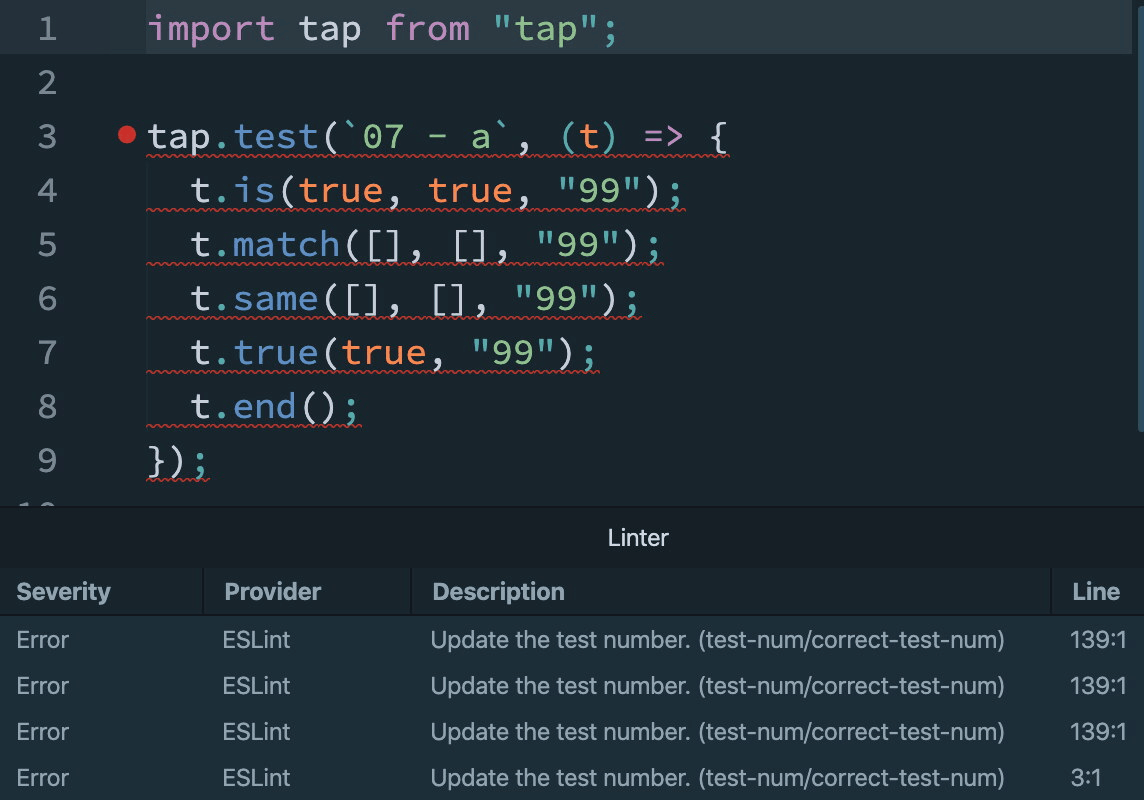 1 import tap from "tap";
2
3 tap.test(`07 - a`, (t) => {
4 t.is(true, true, "99");
5 t.match([], [], "99");
6 t.same([], [], "99");
7 t.true(true, "99");
8 t.end();
9 });
Linter
Severity Provider Description Line
Error ESLint Update the test number. (test-num/correct-test-num) 139:1
Error ESLint Update the test number. (test-num/correct-test-num) 139:1
Error ESLint Update the test number. (test-num/correct-test-num) 139:1
Error ESLint Update the test number. (test-num/correct-test-num) 3:1